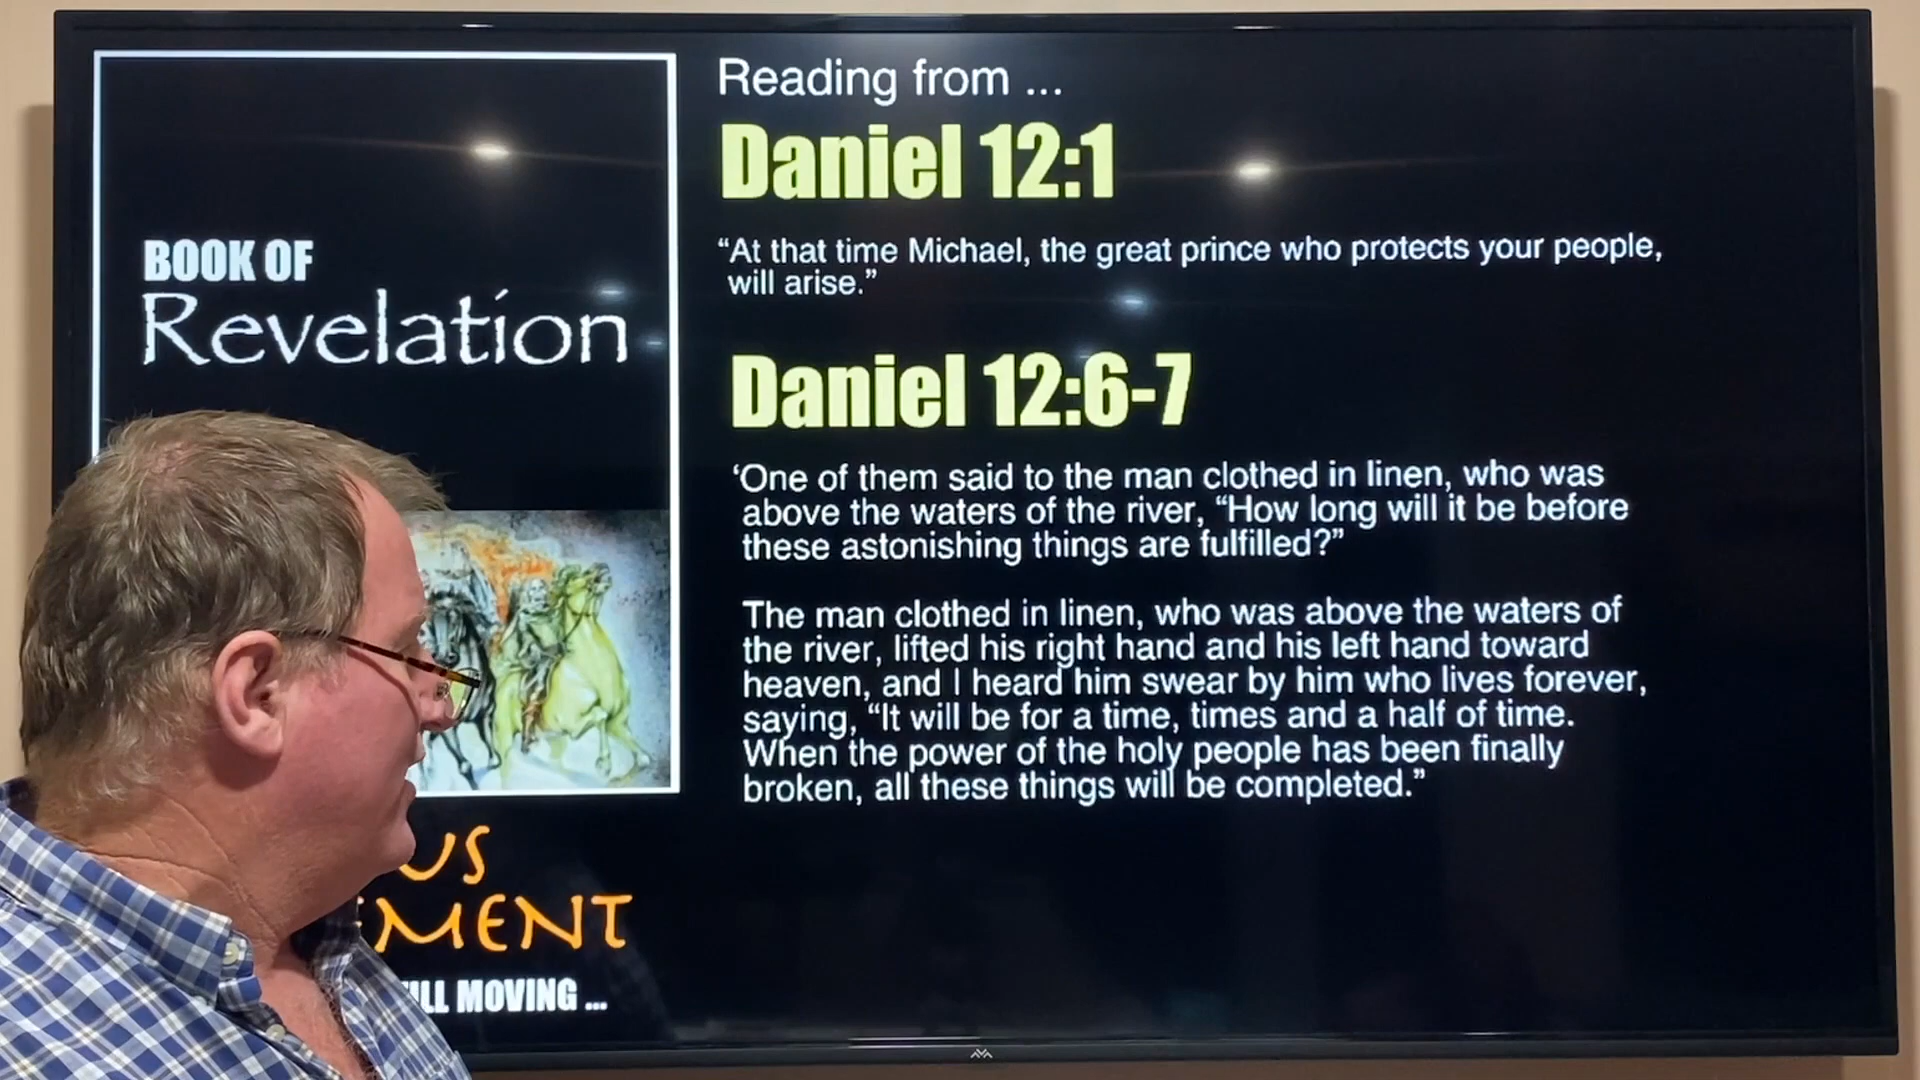 BOOK OF
Revelation
US
EMENT
ILL MOVING ...
Reading from ...
Daniel 12:1
“At that time Michael, the great prince who protects your people,
will arise.”
Daniel 12:6-7
‘One of them said to the man clothed in linen, who was
above the waters of the river, “How long will it be before
these astonishing things are fulfilled?”
The man clothed in linen, who was above the waters of
the river, lifted his right hand and his left hand toward
heaven, and I heard him swear by him who lives forever,
saying, “It will be for a time, times and a half of time.
When the power of the holy people has been finally
broken, all these things will be completed.”